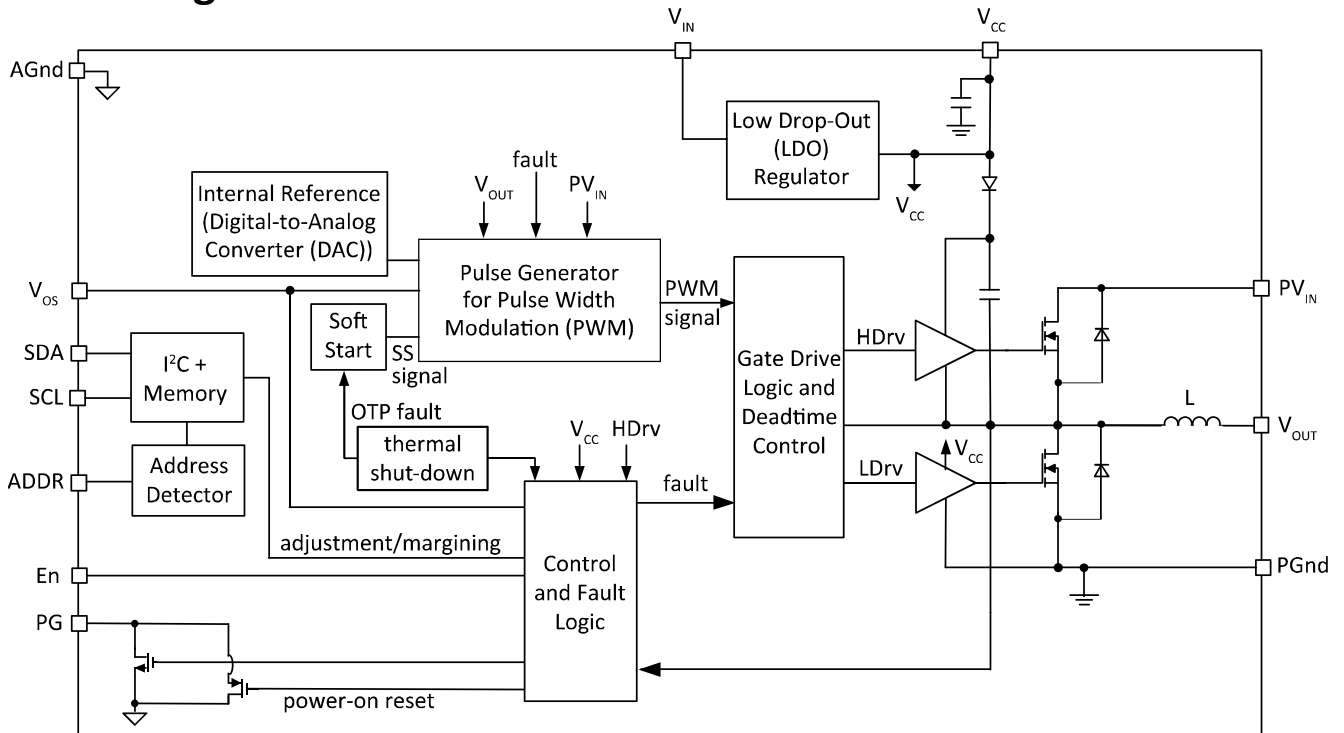 V_IN
V_CC
AGnd
Low Drop-Out
(LDO)
Regulator
V_CC
fault
V_OUT
PV_IN
Internal Reference
(Digital-to-Analog
Converter (DAC))
Pulse Generator
for Pulse Width
Modulation (PWM)
V_OS
PV_IN
PWM
signal
Soft
Start
SS
signal
SDA
SCL
I²C +
Memory
HDrv
Gate Drive
Logic and
Deadtime
Control
L
V_OUT
OTP fault
thermal
shut-down
V_CC
HDrv
V_CC
LDrv
ADDR
Address
Detector
fault
adjustment/margining
En
Control
and Fault
Logic
PGnd
PG
power-on reset